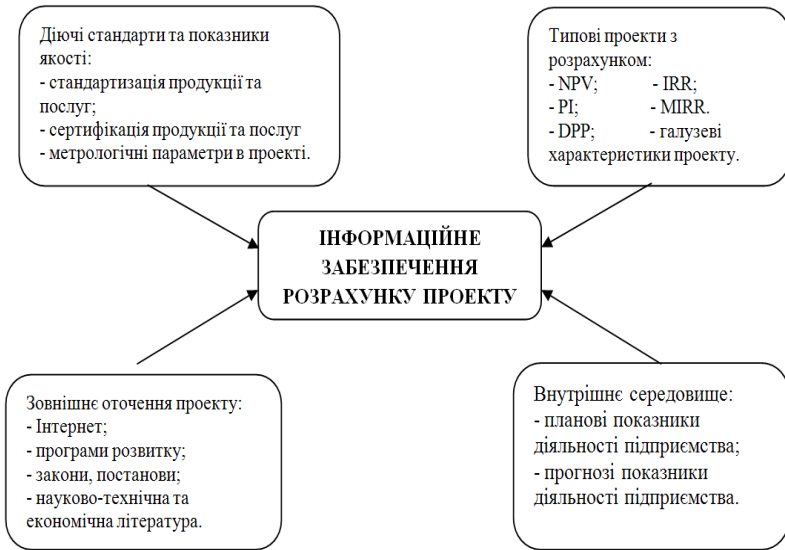 Діючі стандарти та показники
якості:
- стандартизація продукції та
послуг;
- сертифікація продукції та послуг
- метрологічні параметри в проекті.
Типові проекти з
розрахунком:
- NPV; - IRR;
- PI; - MIRR.
- DPP; - галузеві
характеристики проекту.
ІНФОРМАЦІЙНЕ
ЗАБЕЗПЕЧЕННЯ
РОЗРАХУНКУ ПРОЕКТУ
Зовнішнє оточення проекту:
- Інтернет;
- програми розвитку;
- закони, постанови;
- науково-технічна та
економічна література.
Внутрішнє середовище:
- планові показники
діяльності підприємства;
- прогнозі показники
діяльності підприємства.